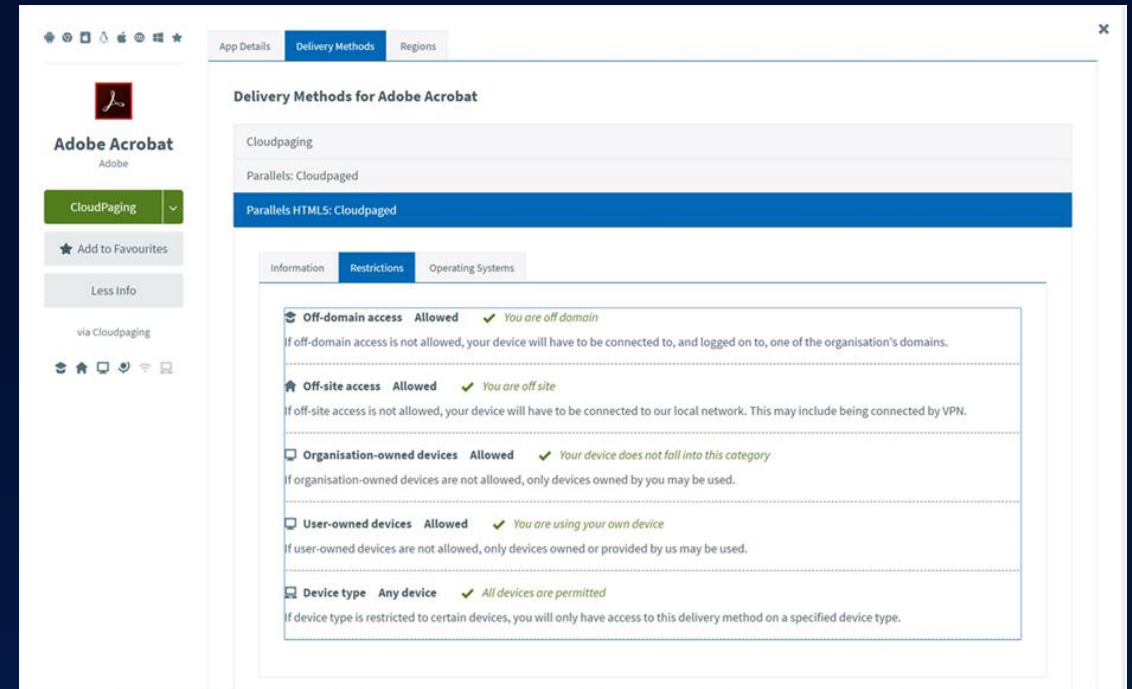 App Details Delivery Methods Regions
Adobe Acrobat
Adobe
CloudPaging
Add to Favourites
Less Info
via Cloudpaging
Delivery Methods for Adobe Acrobat
Cloudpaging
Parallels: Cloudpaged
Parallels HTML5: Cloudpaged
Information Restrictions Operating Systems
Off-domain access Allowed You are off domain
If off-domain access is not allowed, your device will have to be connected to, and logged on to, one of the organisation's domains.
Off-site access Allowed You are off site
If off-site access is not allowed, your device will have to be connected to our local network. This may include being connected by VPN.
Organisation-owned devices Allowed Your device does not fall into this category
If organisation-owned devices are not allowed, only devices owned by you may be used.
User-owned devices Allowed You are using your own device
If user-owned devices are not allowed, only devices owned or provided by us may be used.
Device type Any device All devices are permitted
If device type is restricted to certain devices, you will only have access to this delivery method on a specified device type.